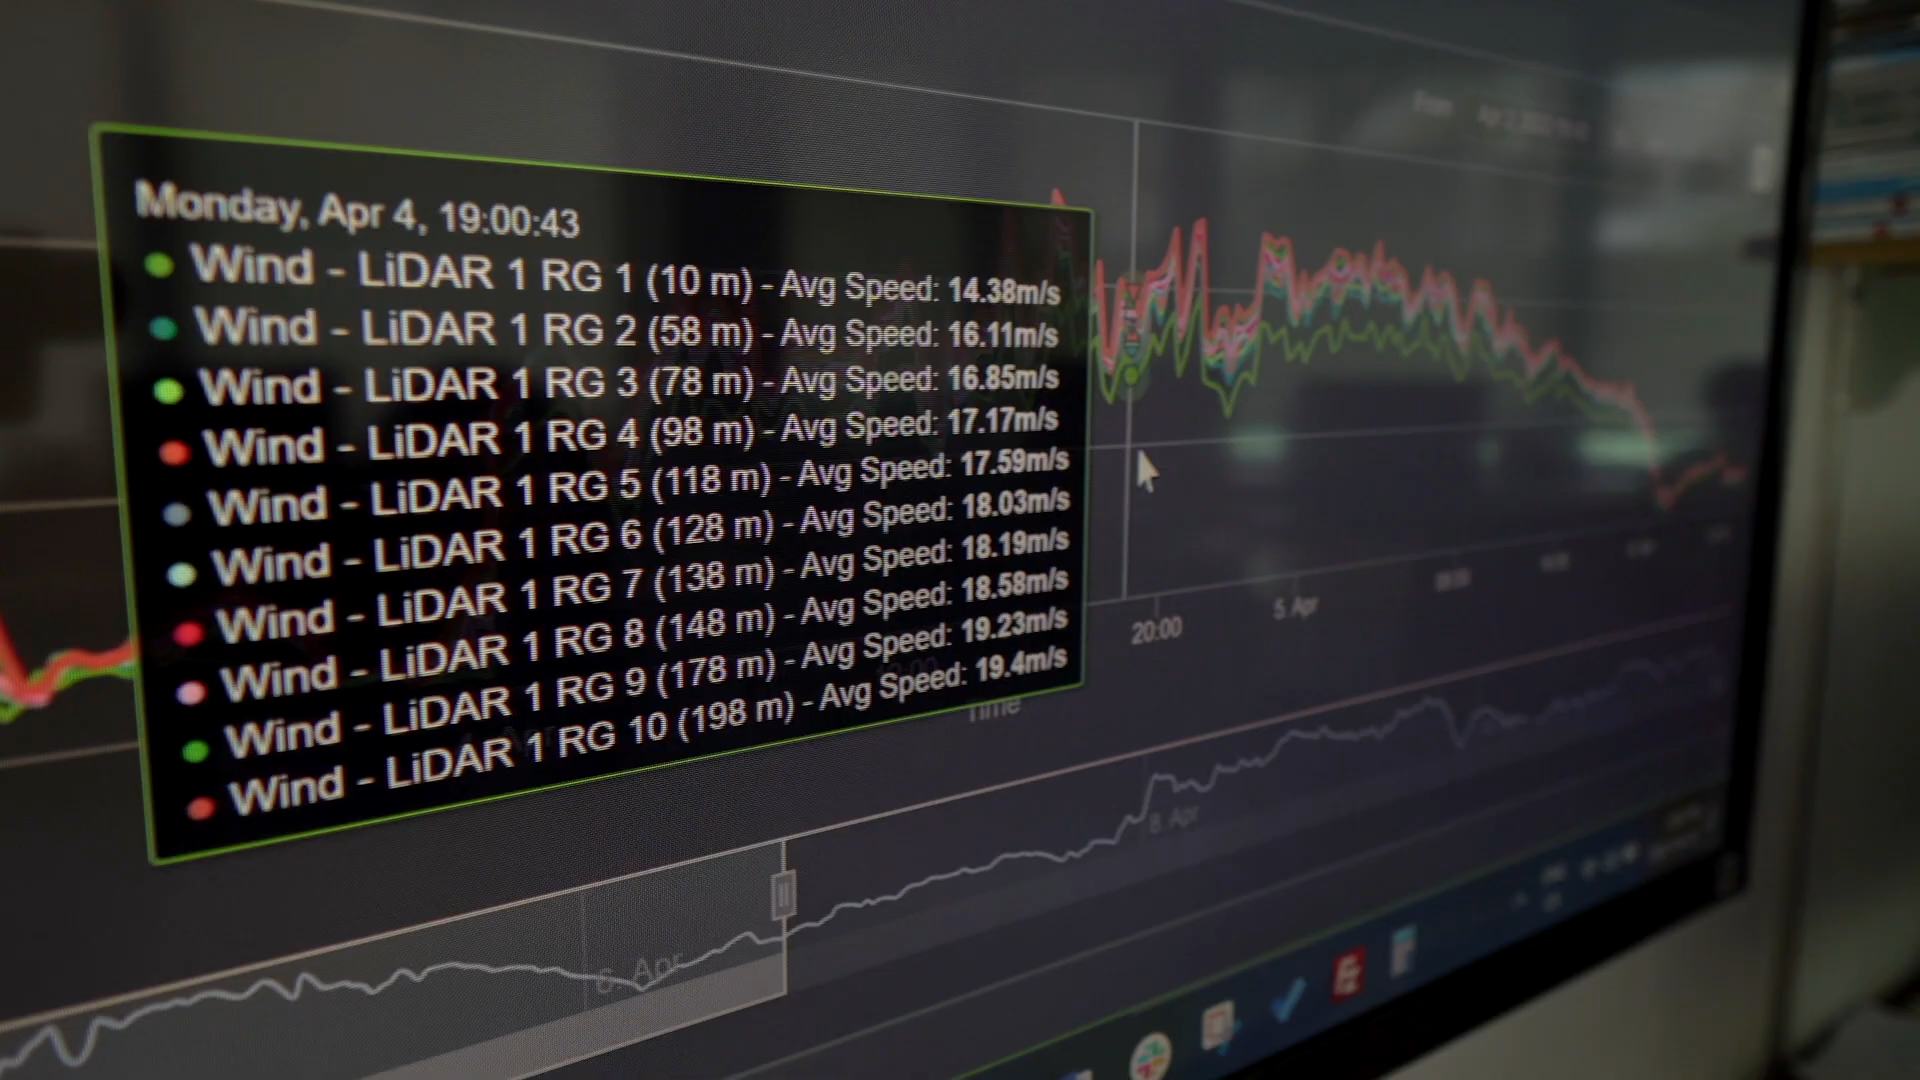 Monday, Apr 4, 19:00:43
Wind - LiDAR 1 RG 1 (10 m) - Avg Speed: 14.38m/s
Wind - LiDAR 1 RG 2 (58 m) - Avg Speed: 16.11m/s
Wind - LiDAR 1 RG 3 (78 m) - Avg Speed: 16.85m/s
Wind - LiDAR 1 RG 4 (98 m) - Avg Speed: 17.17m/s
Wind - LiDAR 1 RG 5 (118 m) - Avg Speed: 17.59m/s
Wind - LiDAR 1 RG 6 (128 m) - Avg Speed: 18.03m/s
Wind - LiDAR 1 RG 7 (138 m) - Avg Speed: 18.19m/s
Wind - LiDAR 1 RG 8 (148 m) - Avg Speed: 18.58m/s
Wind - LiDAR 1 RG 9 (178 m) - Avg Speed: 19.23m/s
Wind - LiDAR 1 RG 10 (198 m) - Avg Speed: 19.4m/s
20:00
5. Apr
Time
6. Apr
8. Apr